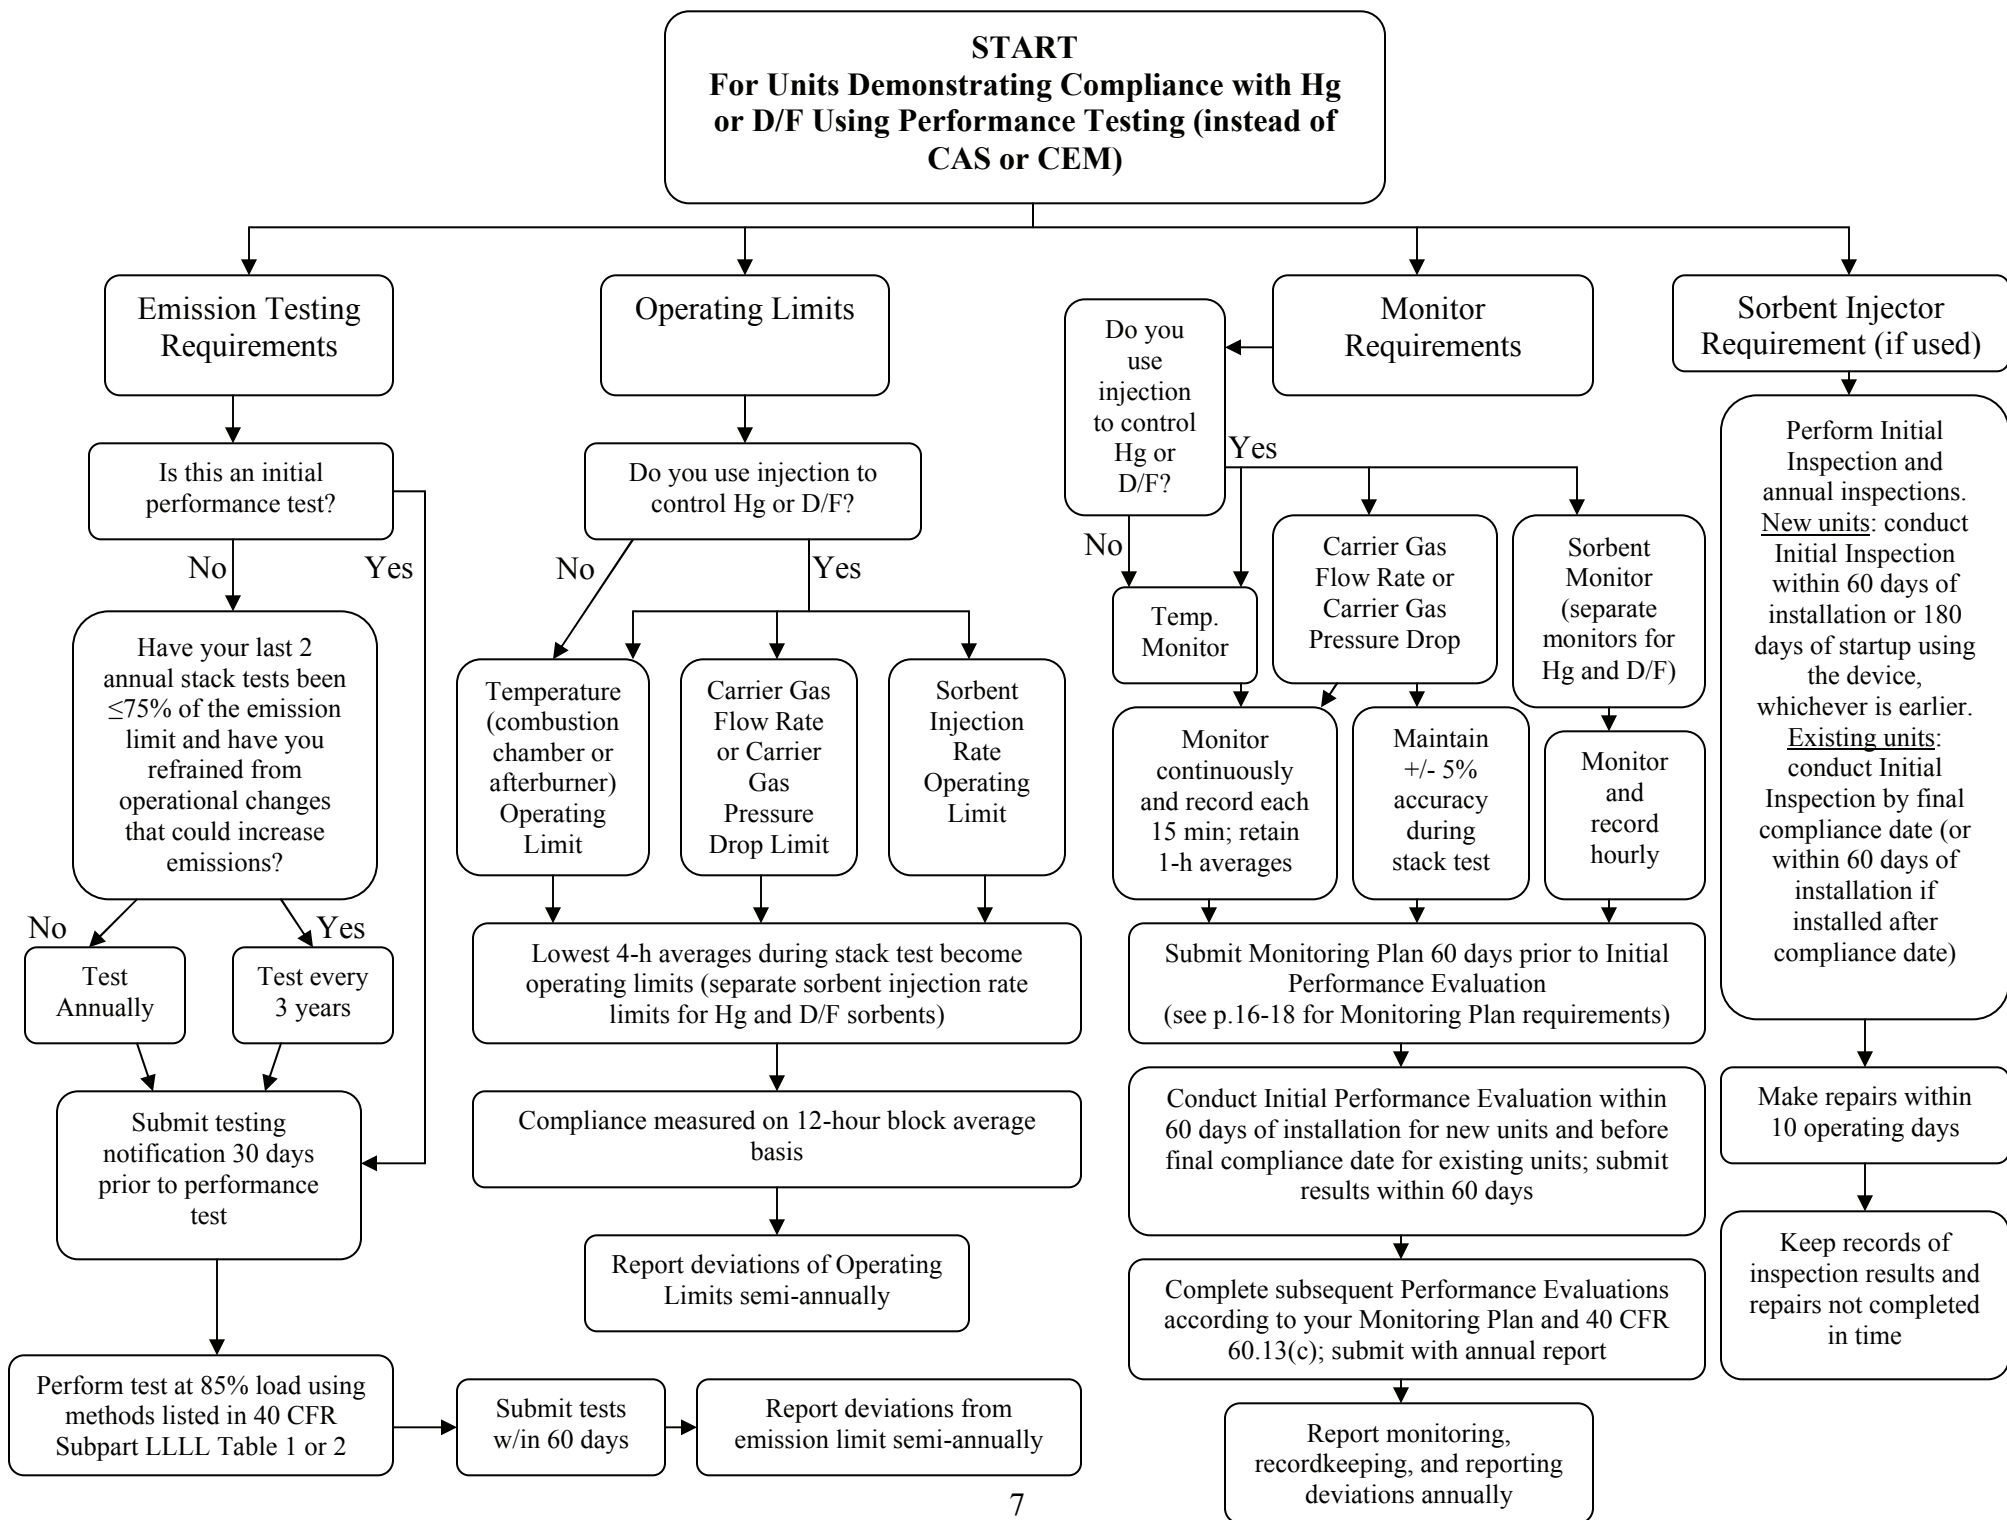 START
For Units Demonstrating Compliance with Hg
or D/F Using Performance Testing (instead of
CAS or CEM)
Emission Testing
Requirements
Is this an initial
performance test?
No
Yes
Have your last 2
annual stack tests been
≤75% of the emission
limit and have you
refrained from
operational changes
that could increase
emissions?
No
Yes
Test
Annually
Test every
3 years
Submit testing
notification 30 days
prior to performance
test
Perform test at 85% load using
methods listed in 40 CFR
Subpart LLLL Table 1 or 2
Submit tests
w/in 60 days
Report deviations from
emission limit semi-annually
Operating Limits
Do you use injection to
control Hg or D/F?
No
Yes
Temperature
(combustion
chamber or
afterburner)
Operating
Limit
Carrier Gas
Flow Rate
or Carrier
Gas
Pressure
Drop Limit
Sorbent
Injection
Rate
Operating
Limit
Lowest 4-h averages during stack test become
operating limits (separate sorbent injection rate
limits for Hg and D/F sorbents)
Compliance measured on 12-hour block average
basis
Report deviations of Operating
Limits semi-annually
Monitor
Requirements
Do you
use
injection
to control
Hg or
D/F?
Yes
No
Temp.
Monitor
Carrier Gas
Flow Rate or
Carrier Gas
Pressure Drop
Sorbent
Monitor
(separate
monitors for
Hg and D/F)
Monitor
continuously
and record each
15 min; retain
1-h averages
Maintain
+/- 5%
accuracy
during
stack test
Monitor
and
record
hourly
Submit Monitoring Plan 60 days prior to Initial
Performance Evaluation
(see p.16-18 for Monitoring Plan requirements)
Conduct Initial Performance Evaluation within
60 days of installation for new units and before
final compliance date for existing units; submit
results within 60 days
Complete subsequent Performance Evaluations
according to your Monitoring Plan and 40 CFR
60.13(c); submit with annual report
Report monitoring,
recordkeeping, and reporting
deviations annually
Sorbent Injector
Requirement (if used)
Perform Initial
Inspection and
annual inspections.
New units: conduct
Initial Inspection
within 60 days of
installation or 180
days of startup using
the device,
whichever is earlier.
Existing units:
conduct Initial
Inspection by final
compliance date (or
within 60 days of
installation if
installed after
compliance date)
Make repairs within
10 operating days
Keep records of
inspection results and
repairs not completed
in time
7